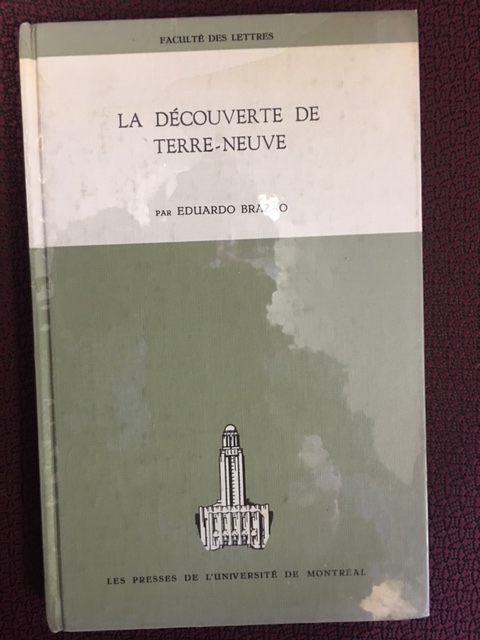 FACULTÉ DES LETTRES
LA DÉCOUVERTE DE
TERRE-NEUVE
PAR EDUARDO
LES PRESSES DE L'UNIVERSITÉ DE MONTRÉAL